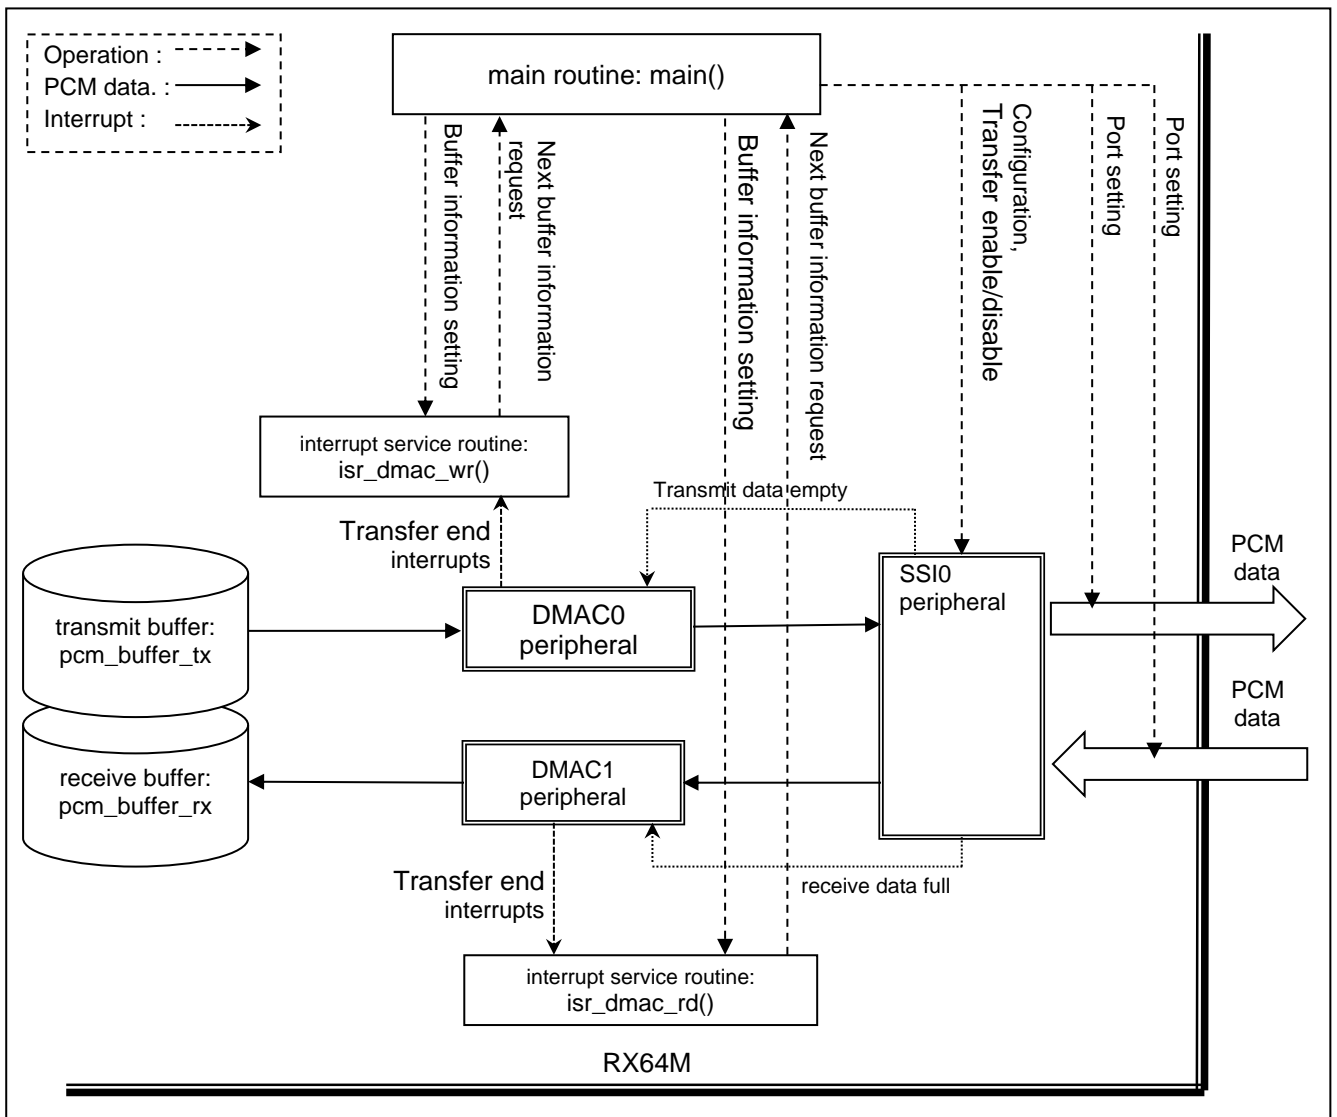 Operation :
PCM data. :
Interrupt :
main routine: main()
Buffer information setting
Next buffer information
request
Buffer information setting
Next buffer information request
Configuration,
Transfer enable/disable
Port setting
Port setting
interrupt service routine:
isr_dmac_wr()
Transmit data empty
Transfer end
interrupts
PCM
data
SSI0
peripheral
DMAC0
peripheral
transmit buffer:
pcm_buffer_tx
PCM
data
DMAC1
peripheral
receive buffer:
pcm_buffer_rx
Transfer end
interrupts
receive data full
interrupt service routine:
isr_dmac_rd()
RX64M